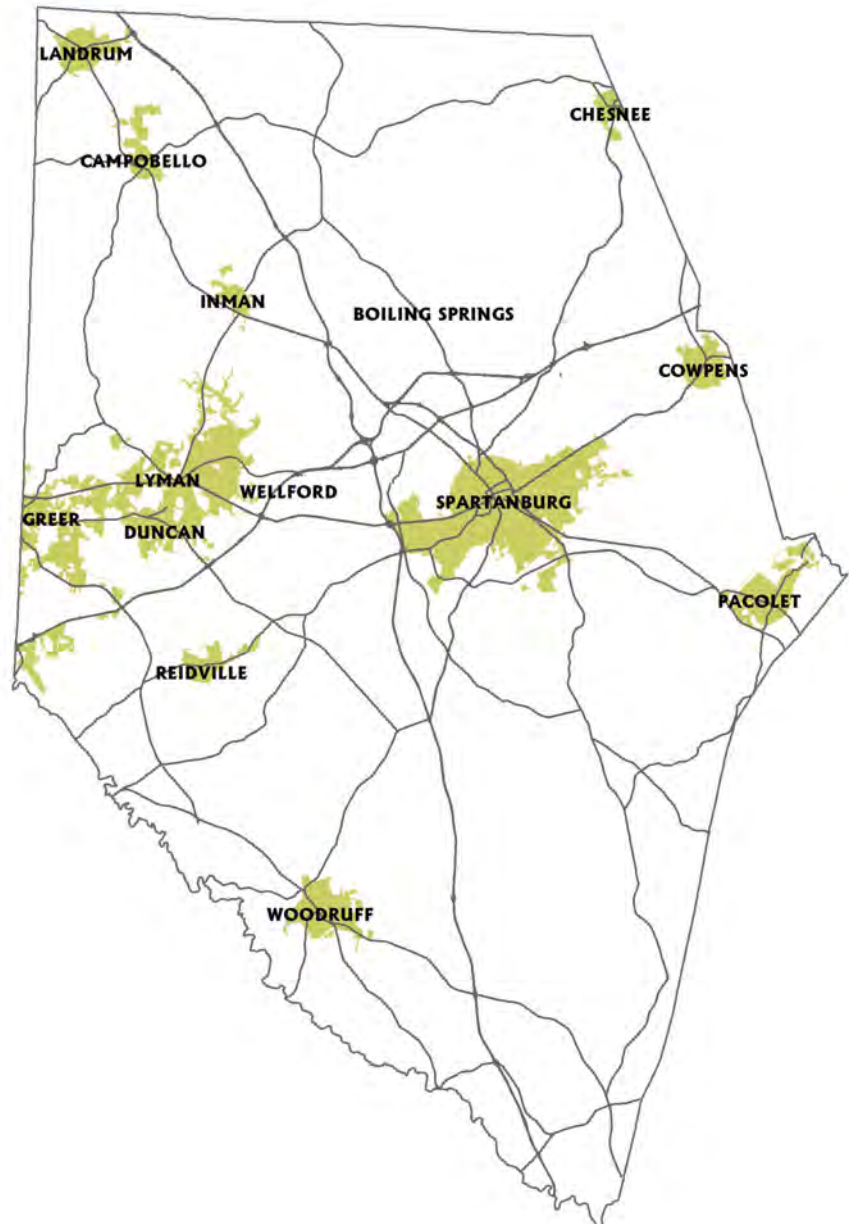 LANDRUM
CHESNEE
CAMPOBELLO
INMAN
BOILING SPRINGS
COWPENS
LYMAN
WELLFORD
SPARTANBURG
GREER
DUNCAN
PACOLET
REIDVILLE
WOODRUFF